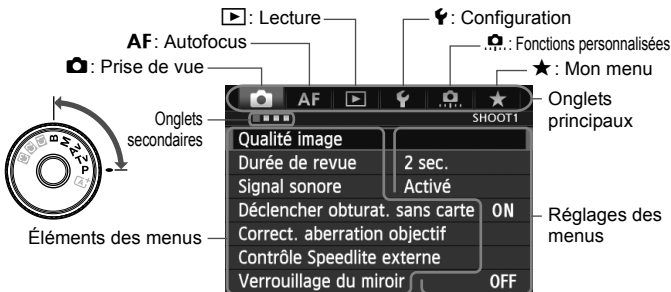 ▶: Lecture
: Configuration
AF: Autofocus
: Fonctions personnalisées
: Prise de vue
★: Mon menu
AF
Onglets principaux
Onglets secondaires
SHOOT1
Qualité image
Durée de revue 2 sec.
Signal sonore Activé
Déclencher obturat. sans carte ON
Correct. aberration objectif
Contrôle Speedlite externe
Verrouillage du miroir OFF
Éléments des menus
Réglages des menus
B
M
Av
Tv
P
A+